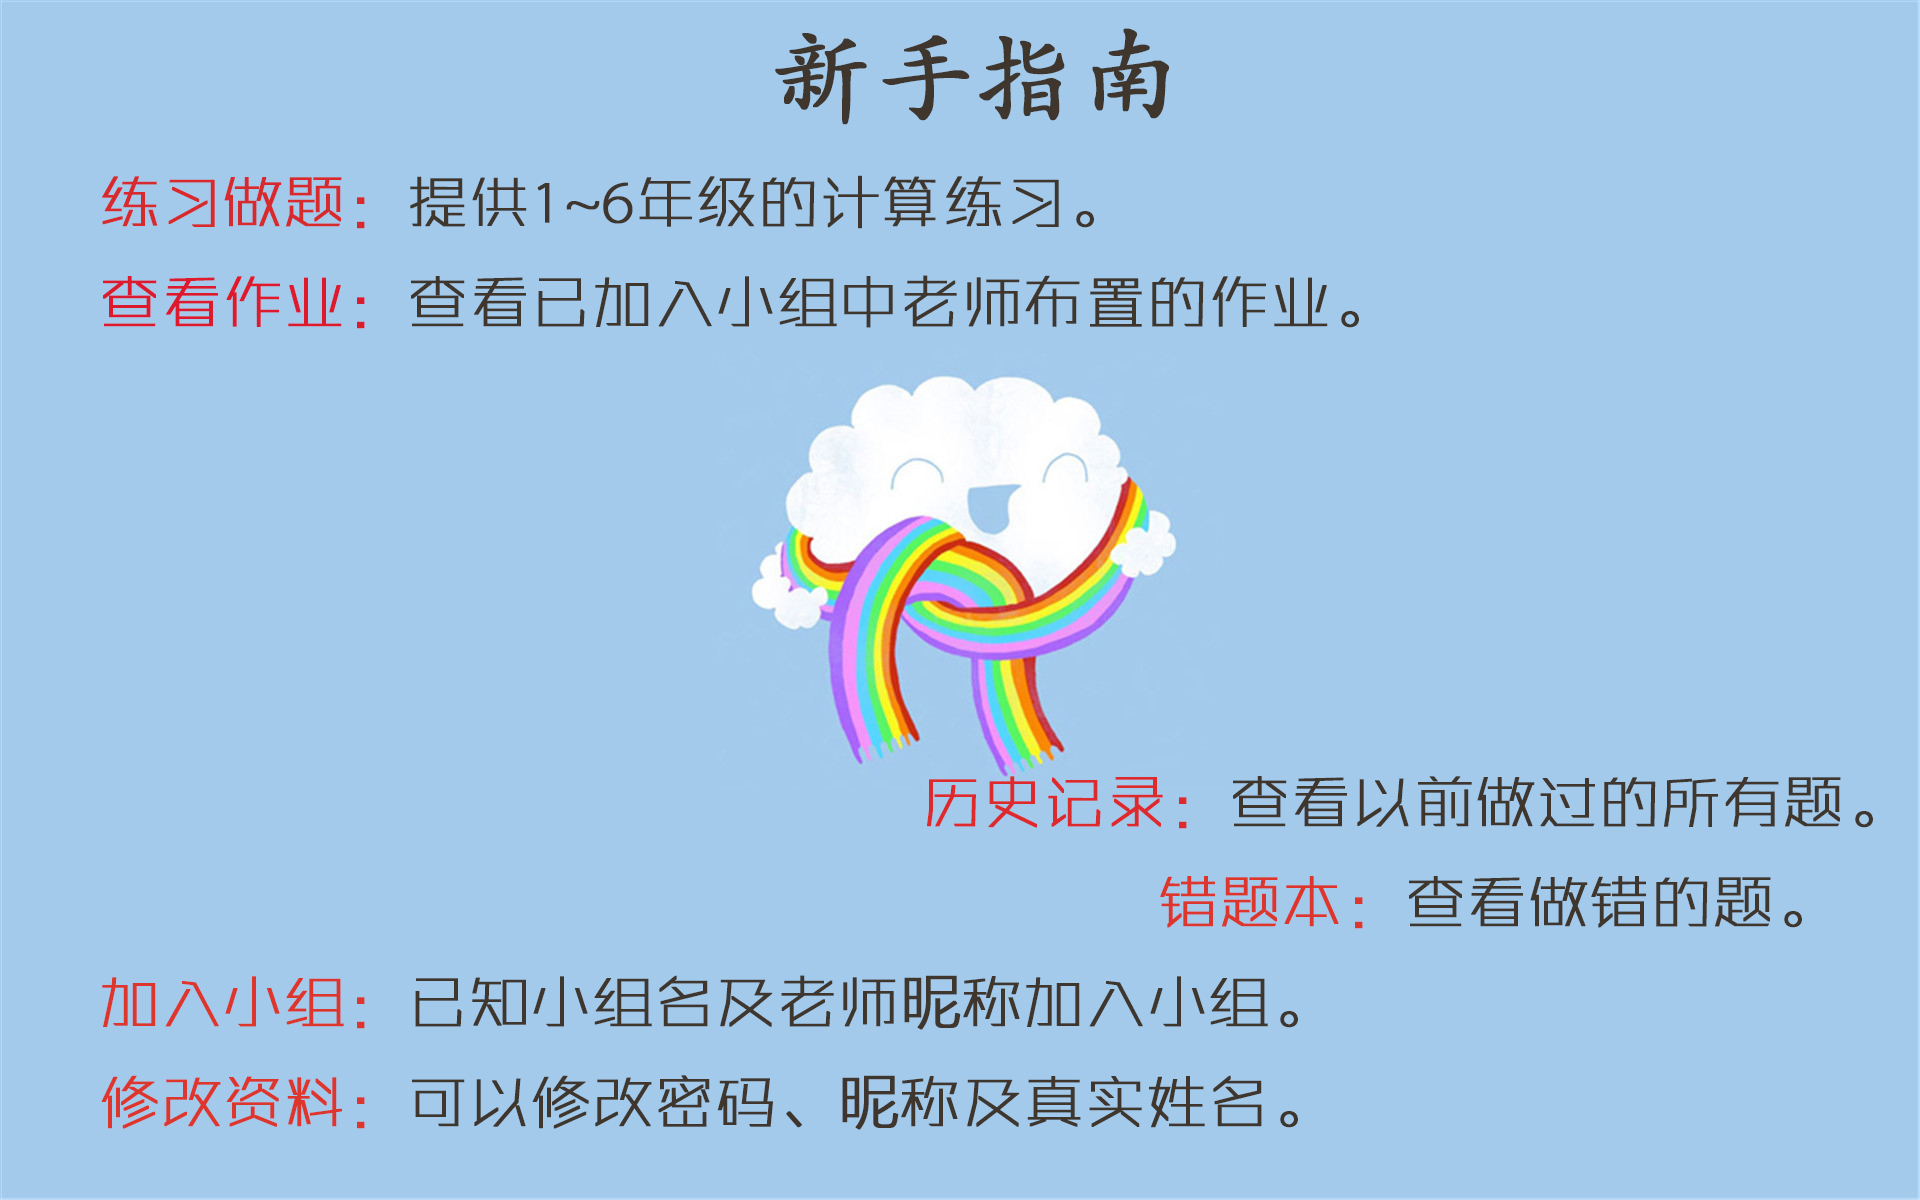 新手指南
练习做题：提供1~6年级的计算练习。
查看作业：查看已加入小组中老师布置的作业。
历史记录：查看以前做过的所有题。
错题本：查看做错的题。
加入小组：已知小组名及老师昵称加入小组。
修改资料：可以修改密码、昵称及真实姓名。